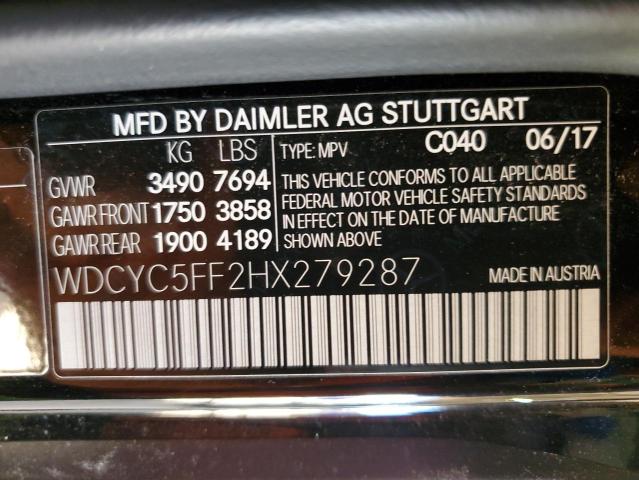 MFD BY DAIMLER AG STUTTGART
KG LBS TYPE: MPV C040 06/17
GVWR 3490 7694 THIS VEHICLE CONFORMS TO ALL APPLICABLE
FEDERAL MOTOR VEHICLE SAFETY STANDARDS
GAWR FRONT 1750 3858 IN EFFECT ON THE DATE OF MANUFACTURE
GAWR REAR 1900 4189 SHOWN ABOVE
WDCYC5FF2HX279287 MADE IN AUSTRIA